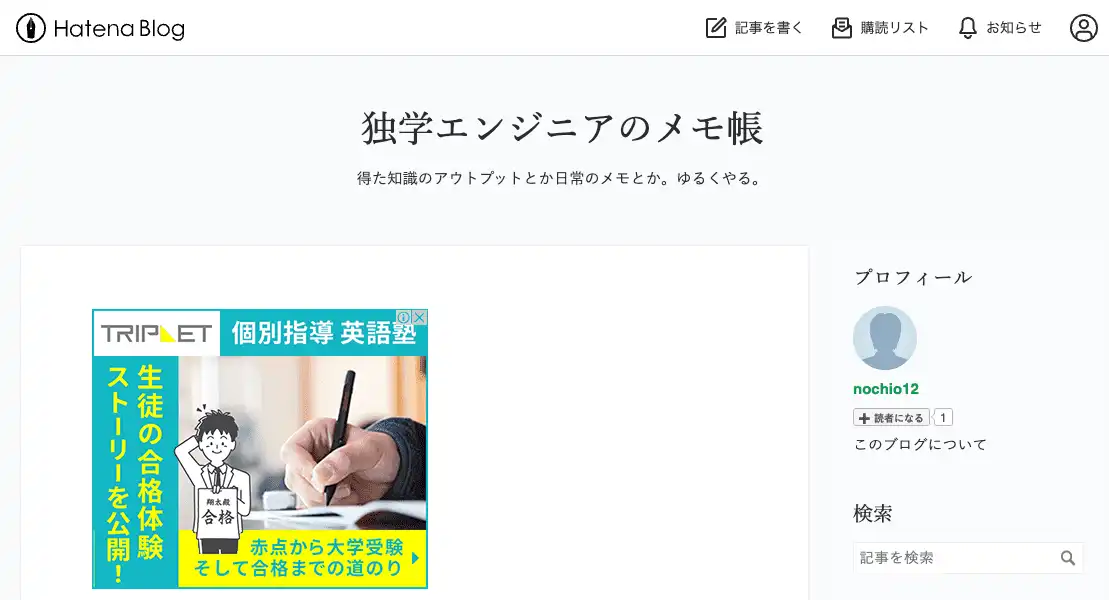 Hatena Blog
記事を書く
購読リスト
お知らせ
独学エンジニアのメモ帳
得た知識のアウトプットとか日常のメモとか。ゆるくやる。
TRIPLET
個別指導 英語塾
生徒の合格体験
ストーリーを公開!
翔太殿
合格
赤点から大学受験
そして合格までの道のり
プロフィール
nochio12
読者になる 1
このブログについて
検索
記事を検索